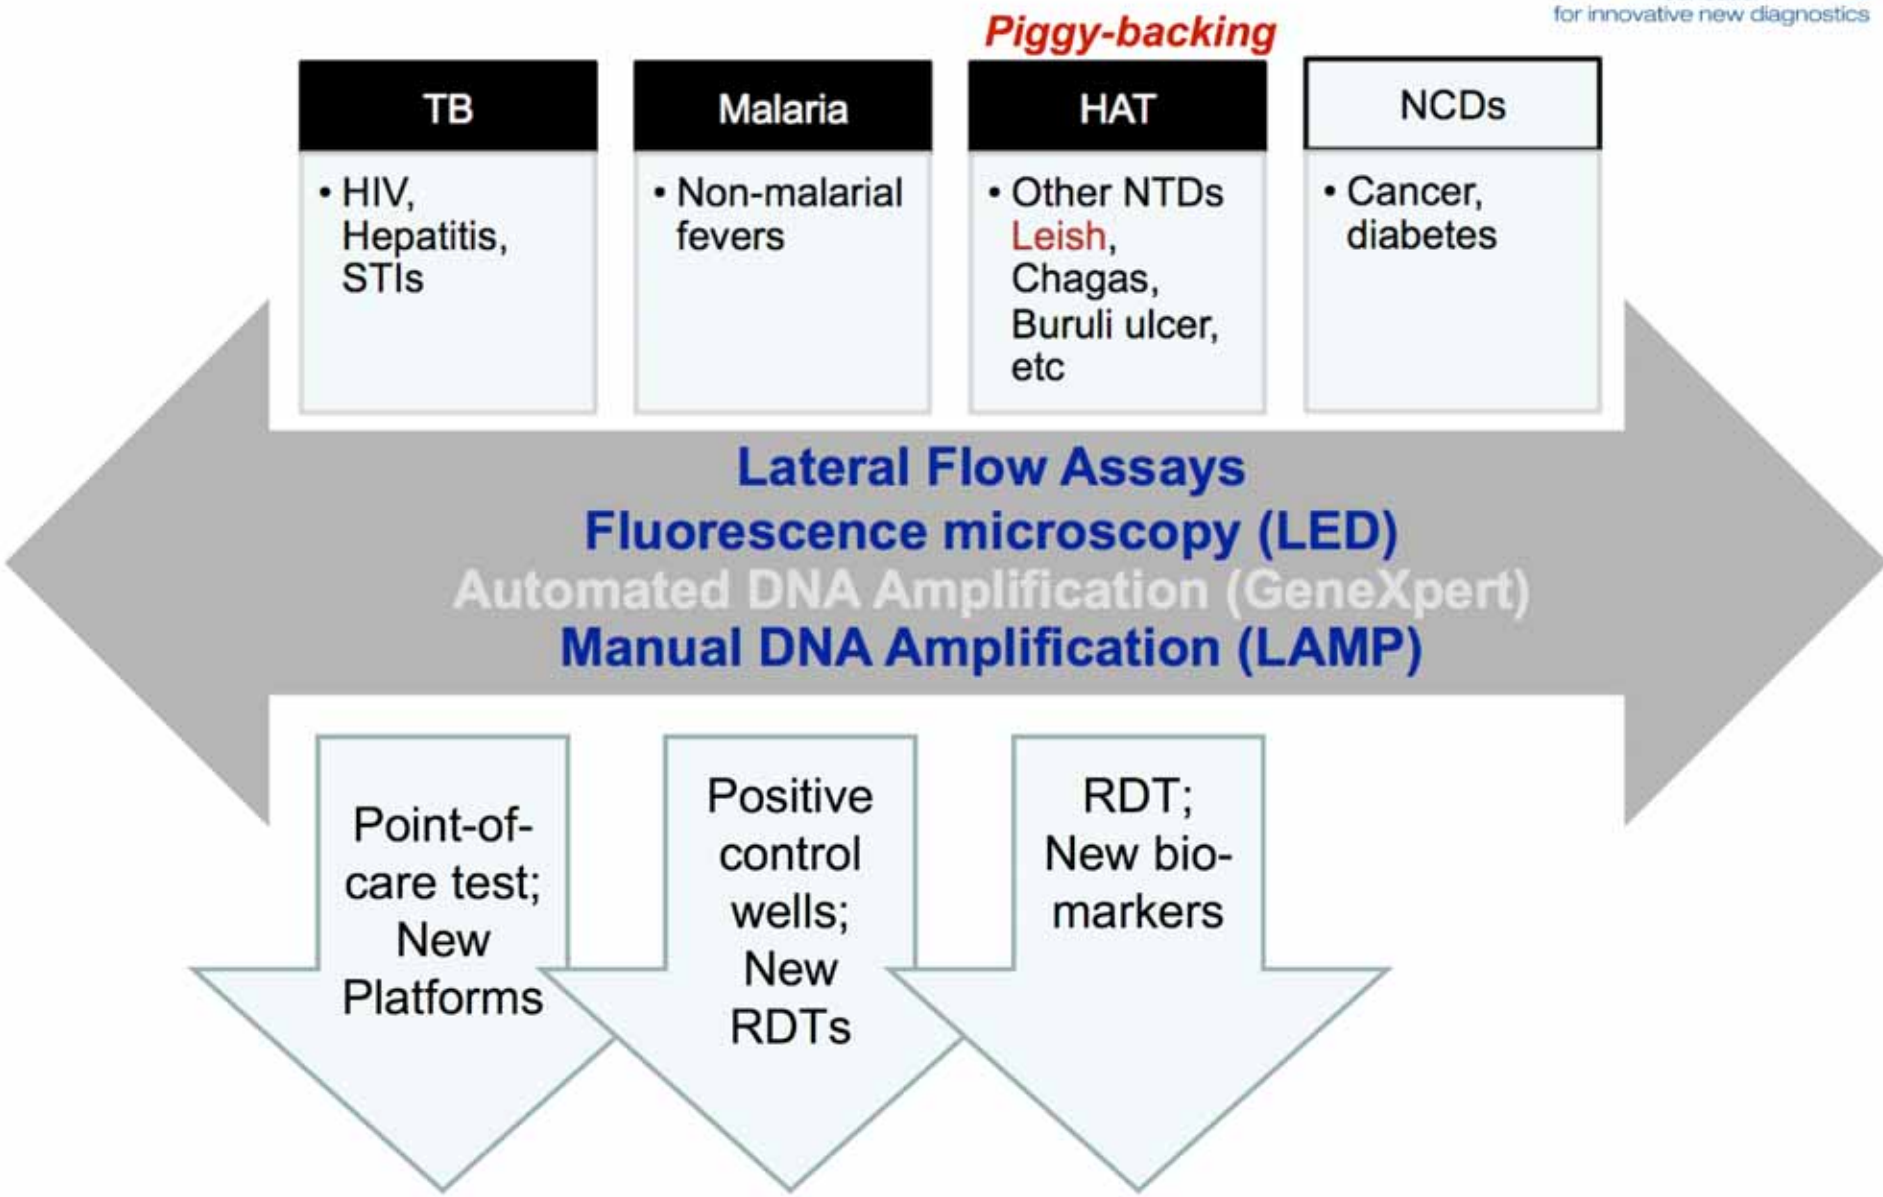 for innovative new diagnostics
Piggy-backing
TB
• HIV,
Hepatitis,
STIs
Malaria
• Non-malarial
fevers
HAT
• Other NTDs
Leish,
Chagas,
Buruli ulcer,
etc
NCDs
• Cancer,
diabetes
Lateral Flow Assays
Fluorescence microscopy (LED)
Automated DNA Amplification (GeneXpert)
Manual DNA Amplification (LAMP)
Point-of-
care test;
New
Platforms
Positive
control
wells;
New
RDTs
RDT;
New bio-
markers